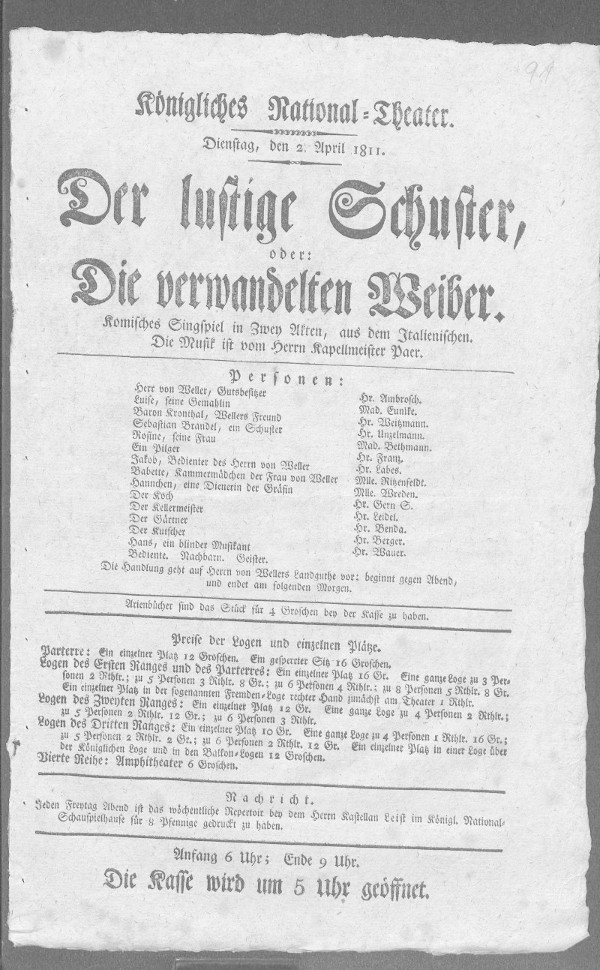 91
Königliches National-Theater.
Dienstag, den 2. April 1811.
Der lustige Schuster,
oder:
Die verwandelten Weiber.
Komisches Singspiel in Zwey Akten, aus dem Italienischen.
Die Musik ist vom Herrn Kapellmeister Paer.
Personen:
Herr von Weller, Gutsbesitzer Hr. Ambrosch.
Luise, seine Gemahlin Mad. Eunike.
Baron Kronthal, Wellers Freund Hr. Weitzmann.
Sebastian Brandel, ein Schuster Hr. Unzelmann.
Rosine, seine Frau Mad. Bethmann.
Ein Pilger Hr. Franz.
Jakob, Bedienter des Herrn von Weller Hr. Labes.
Babette, Kammermädchen der Frau von Weller Mlle. Ritzenfeldt.
Hannchen, eine Dienerin der Gräfin Mlle. Wreden.
Der Koch Hr. Gern S.
Der Kellermeister Hr. Leidel.
Der Gärtner Hr. Benda.
Der Kutscher Hr. Berger.
Hans, ein blinder Musikant Hr. Wauer.
Bediente. Nachbarn. Geister.
Die Handlung geht auf Herrn von Wellers Landguthe vor: beginnt gegen Abend,
und endet am folgenden Morgen.
Arienbücher sind das Stück für 4 Groschen bey der Kasse zu haben.
Preise der Logen und einzelnen Plätze.
Parterre: Ein einzelner Platz 12 Groschen. Ein gesperrter Sitz 16 Groschen.
Logen des Ersten Ranges und des Parterres: Ein einzelner Platz 16 Gr. Eine ganze Loge zu 3 Per-
sonen 2 Rthlr.; zu 5 Personen 3 Rthlr. 8 Gr.; zu 6 Personen 4 Rthlr.; zu 8 Personen 5 Rthlr. 8 Gr.
Ein einzelner Platz in der sogenannten Fremden-Loge rechter Hand zunächst am Theater 1 Rthlr.
Logen des Zweyten Ranges: Ein einzelner Platz 12 Gr. Eine ganze Loge zu 4 Personen 2 Rthlr.;
zu 5 Personen 2 Rthlr. 12 Gr.; zu 6 Personen 3 Rthlr.
Logen des Dritten Ranges: Ein einzelner Platz 10 Gr. Eine ganze Loge zu 4 Personen 1 Rthlr. 16 Gr.;
zu 5 Personen 2 Rthlr. 2 Gr.; zu 6 Personen 2 Rthlr. 12 Gr. Ein einzelner Platz in einer Loge über
der Königlichen Loge und in den Balkon-Logen 12 Groschen.
Vierte Reihe: Amphitheater 6 Groschen.
Nachricht.
Jeden Freytag Abend ist das wöchentliche Repertoir bey dem Herrn Kastellan Leist im Königl. National-
Schauspielhause für 8 Pfennige gedruckt zu haben.
Anfang 6 Uhr; Ende 9 Uhr.
Die Kasse wird um 5 Uhr geöffnet.